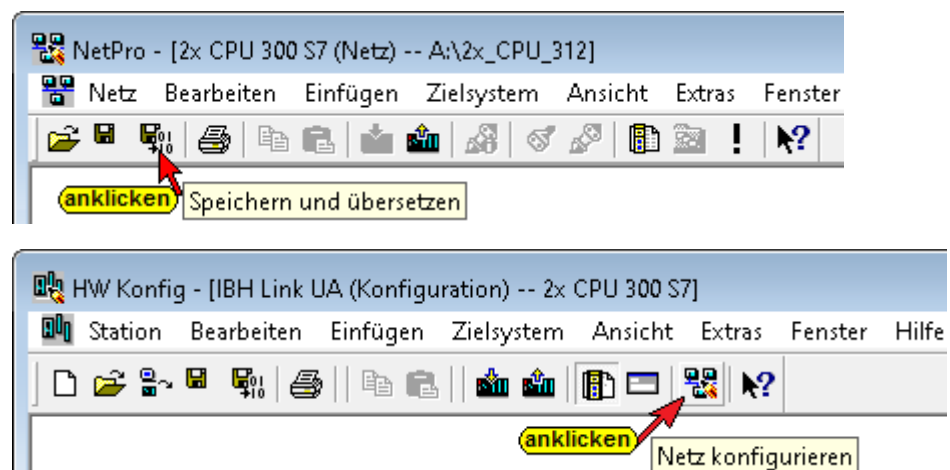 NetPro - [2x CPU 300 S7 (Netz) -- A:\2x_CPU_312]
Netz Bearbeiten Einfügen Zielsystem Ansicht Extras Fenster
anklicken Speichern und übersetzen
HW Konfig - [IBH Link UA (Konfiguration) -- 2x CPU 300 S7]
Station Bearbeiten Einfügen Zielsystem Ansicht Extras Fenster Hilfe
anklicken Netz konfigurieren